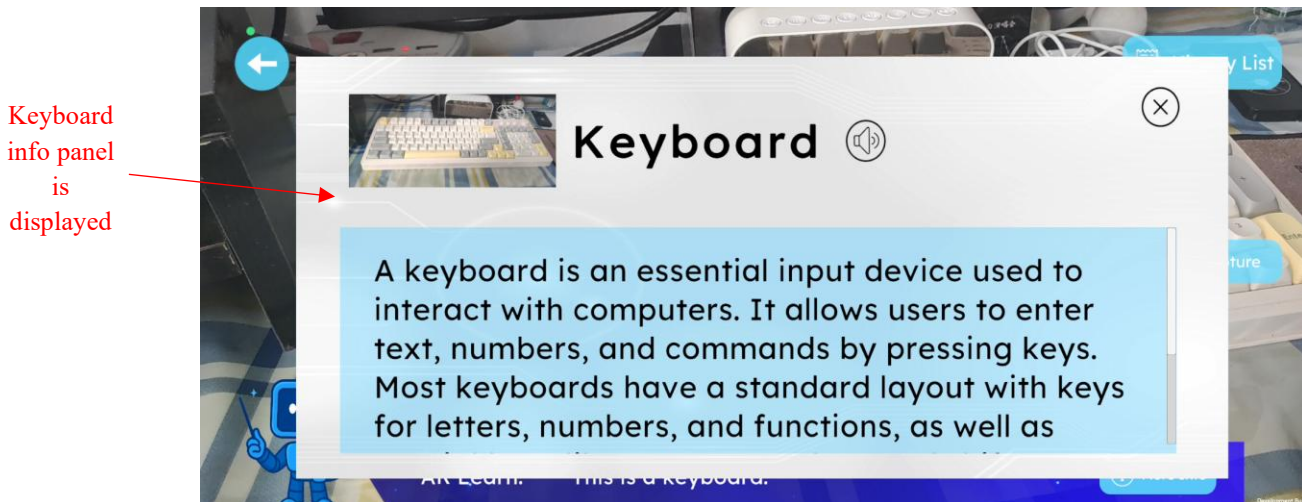 Keyboard
info panel
is
displayed
y List
Keyboard
A keyboard is an essential input device used to
interact with computers. It allows users to enter
text, numbers, and commands by pressing keys.
Most keyboards have a standard layout with keys
for letters, numbers, and functions, as well as
ture
Enter
AR Learn: This is a keyboard.